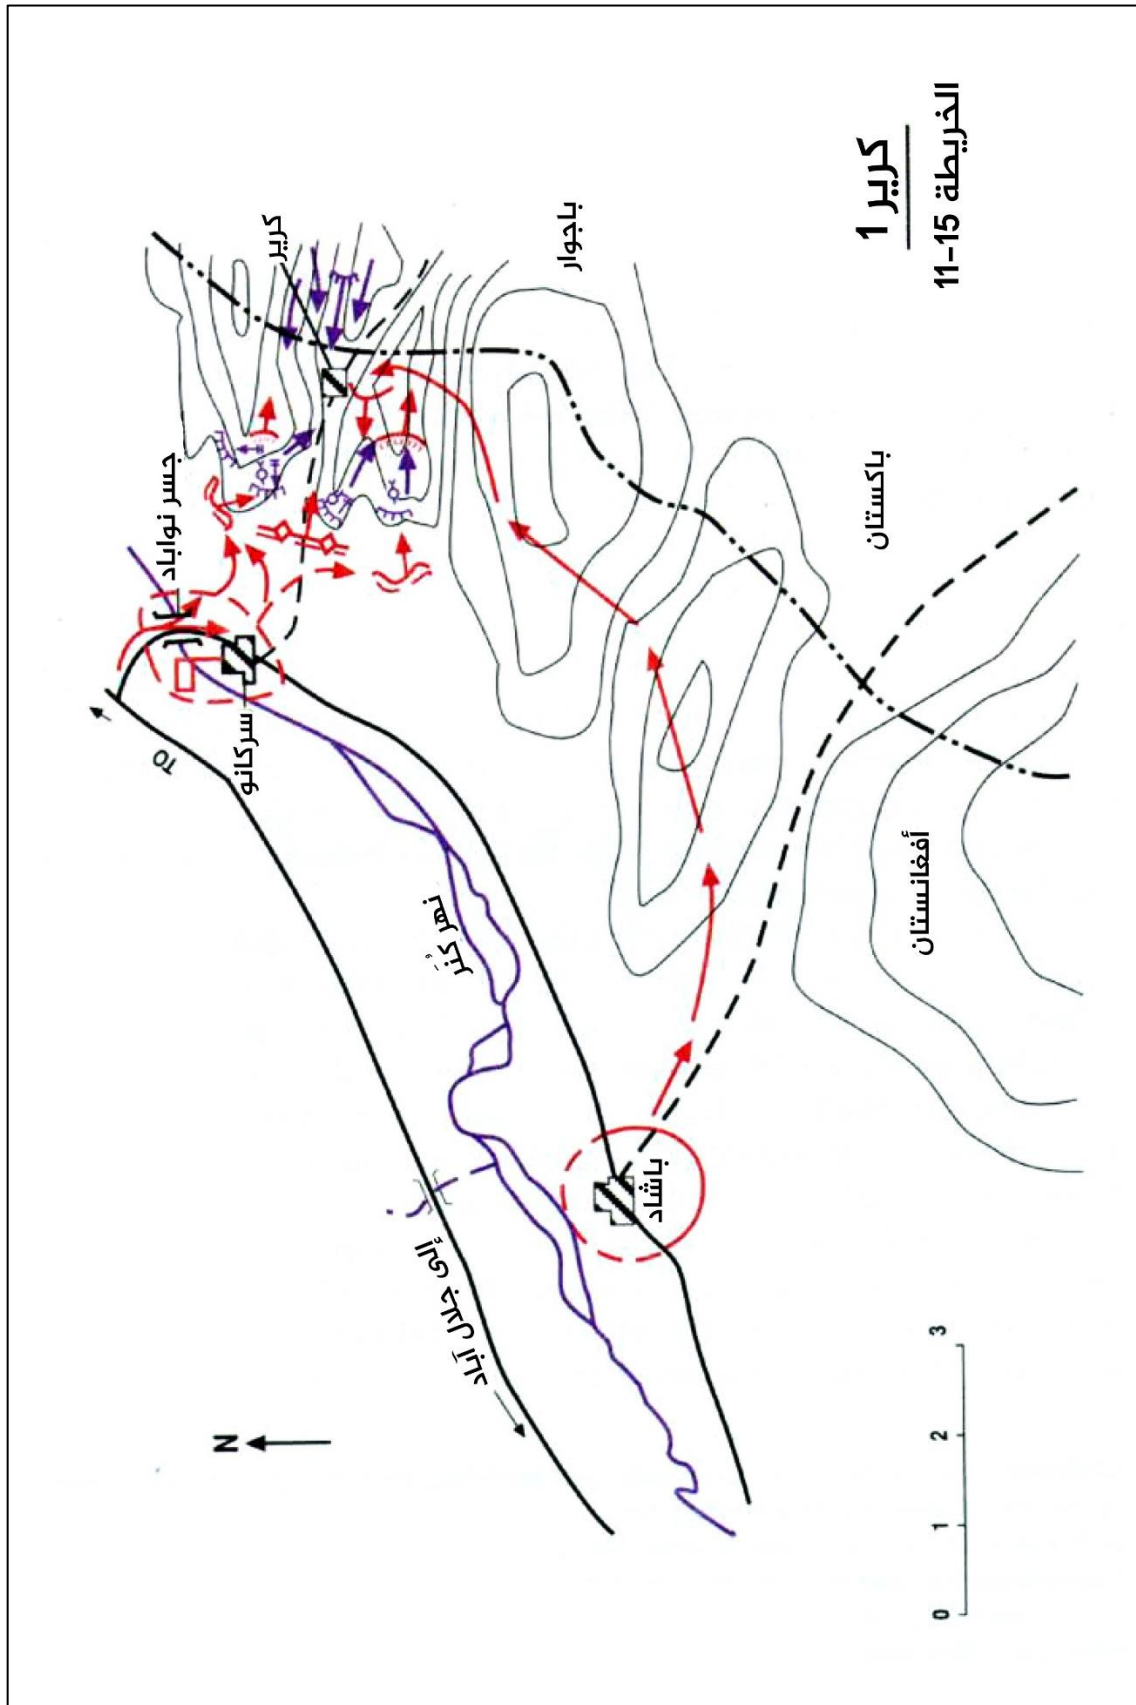 كرير 1
الخريطة 15-11
كرير
باجوار
جسر نواباد
سركانو
TO
باكستان
نهر كُنَر
أفغانستان
باشاد
إلى جلال آباد
N
0 1 2 3